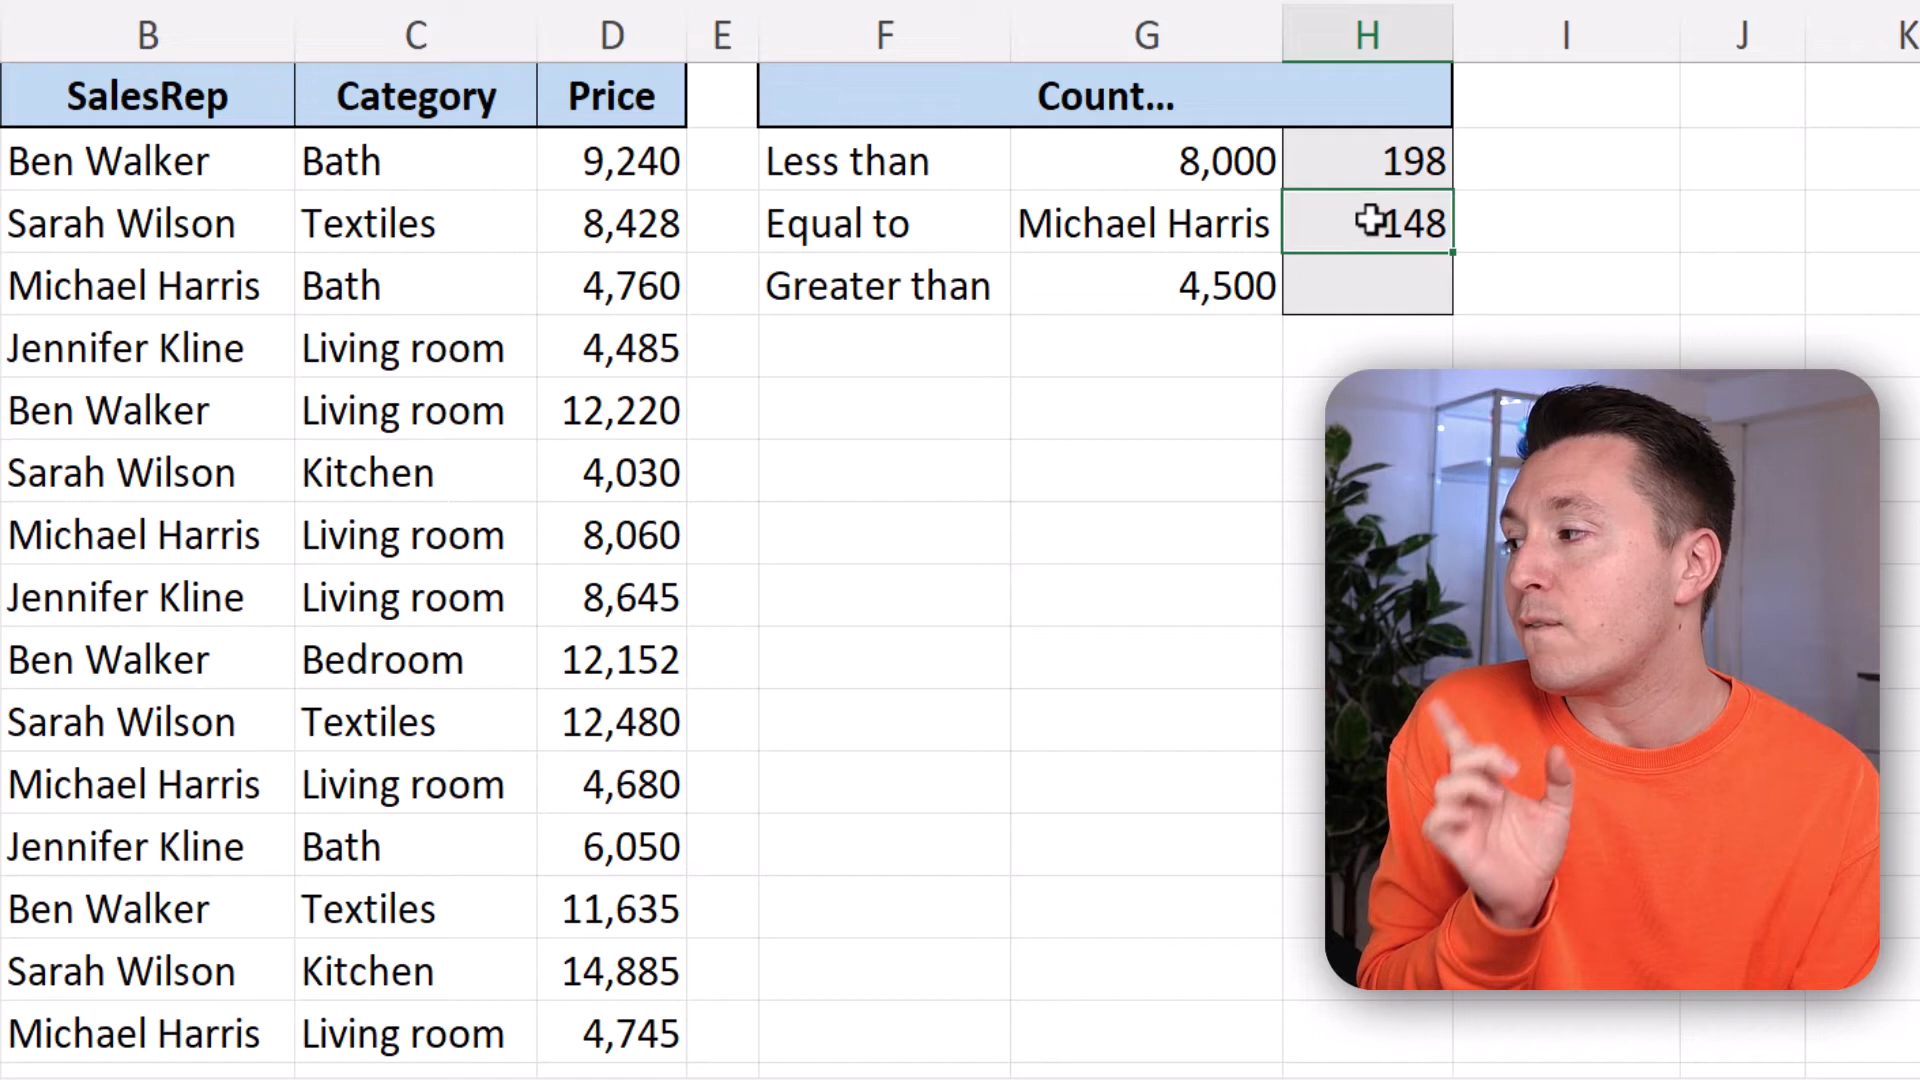 B C D E F G H I J K
SalesRep Category Price Count...
Ben Walker Bath 9,240 Less than 8,000 198
Sarah Wilson Textiles 8,428 Equal to Michael Harris 148
Michael Harris Bath 4,760 Greater than 4,500
Jennifer Kline Living room 4,485
Ben Walker Living room 12,220
Sarah Wilson Kitchen 4,030
Michael Harris Living room 8,060
Jennifer Kline Living room 8,645
Ben Walker Bedroom 12,152
Sarah Wilson Textiles 12,480
Michael Harris Living room 4,680
Jennifer Kline Bath 6,050
Ben Walker Textiles 11,635
Sarah Wilson Kitchen 14,885
Michael Harris Living room 4,745